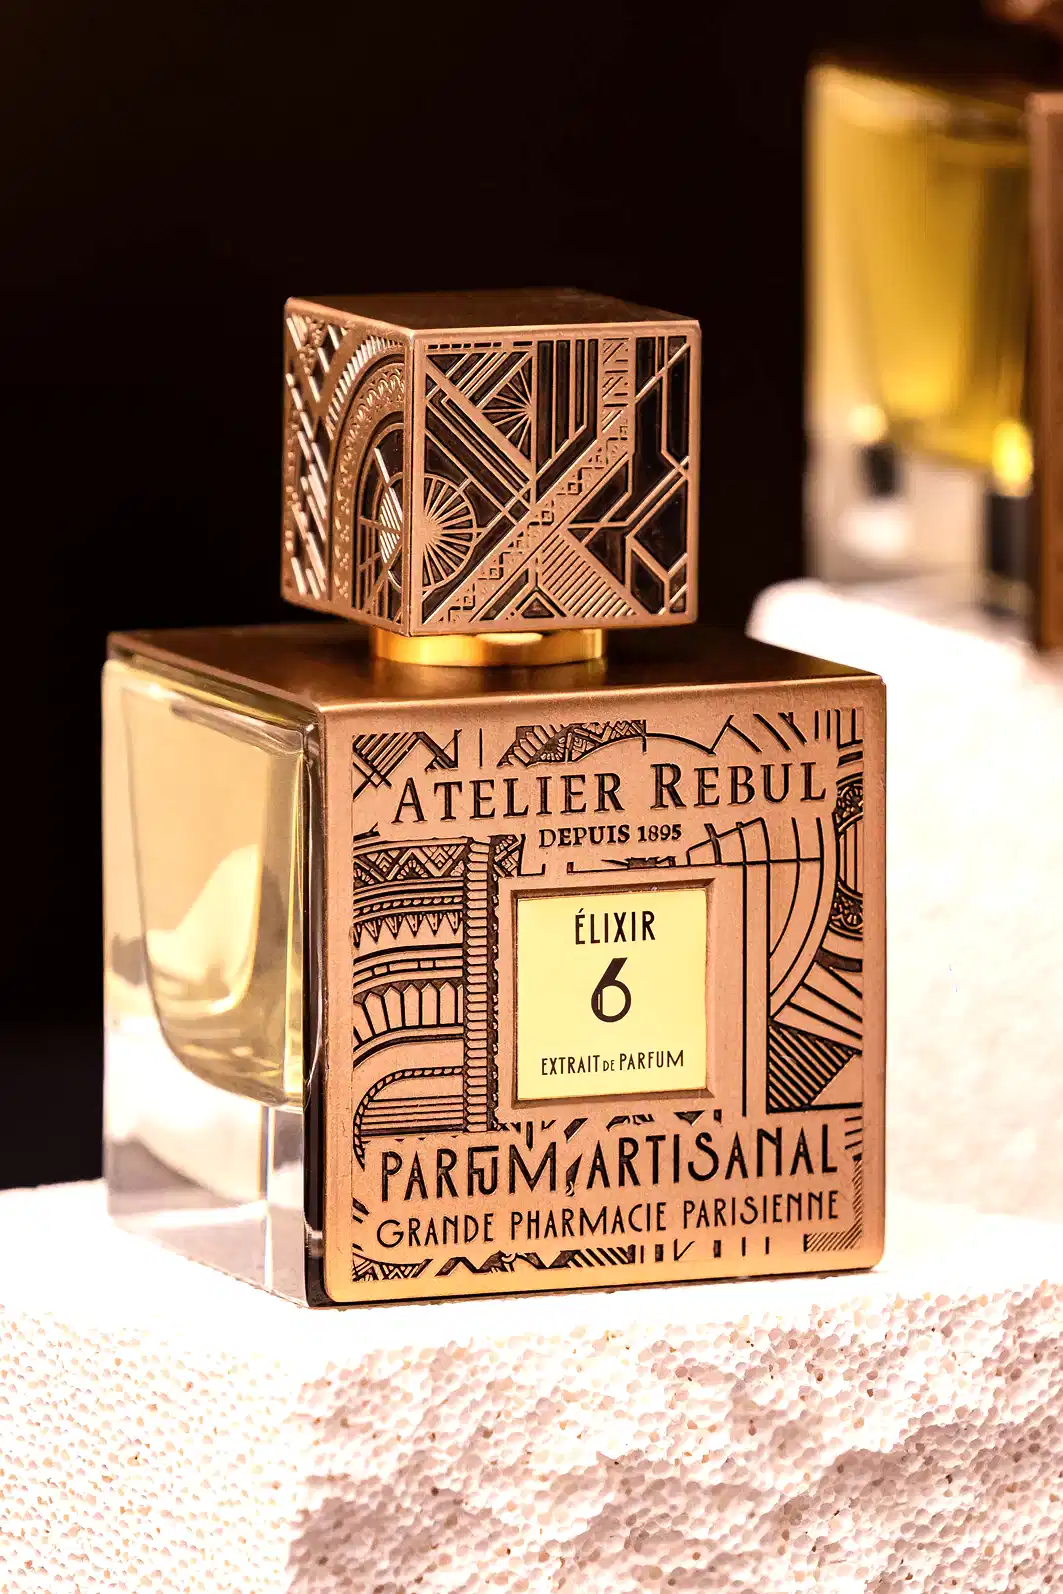 ATELIER REBUL
DEPUIS 1895
ÉLIXIR
6
EXTRAIT DE PARFUM
PARFUM ARTISANAL
GRANDE PHARMACIE PARISIENNE